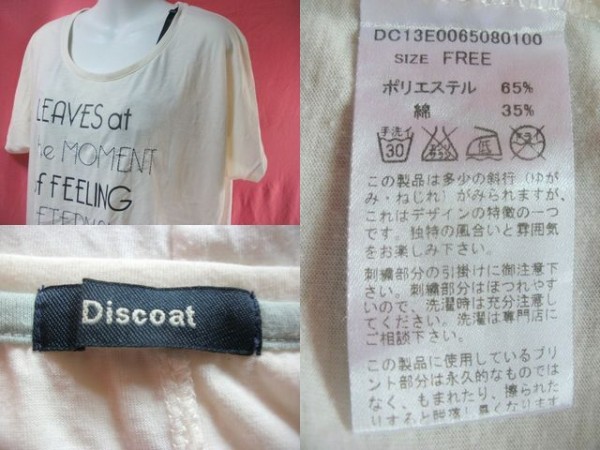 LEAVES at
the MOMENT
of FEELING
Discoat
DC13E0065080100
SIZE FREE
ポリエステル 65%
綿 35%
手洗イ
30
この製品は多少の斜行(ゆが
み・ねじれ)がみられますが、
これはデザインの特徴の一つ
です。独特の風合いと雰囲気
をお楽しみ下さい。
刺繍部分の引掛けに御注意下
さい。刺繍部分はほつれやす
いので、洗濯時は充分注意し
てください。洗濯は専門店に
ご相談下さい。
この製品に使用しているプリ
ント部分は永久的なものでは
なく、もまれたり、擦られた